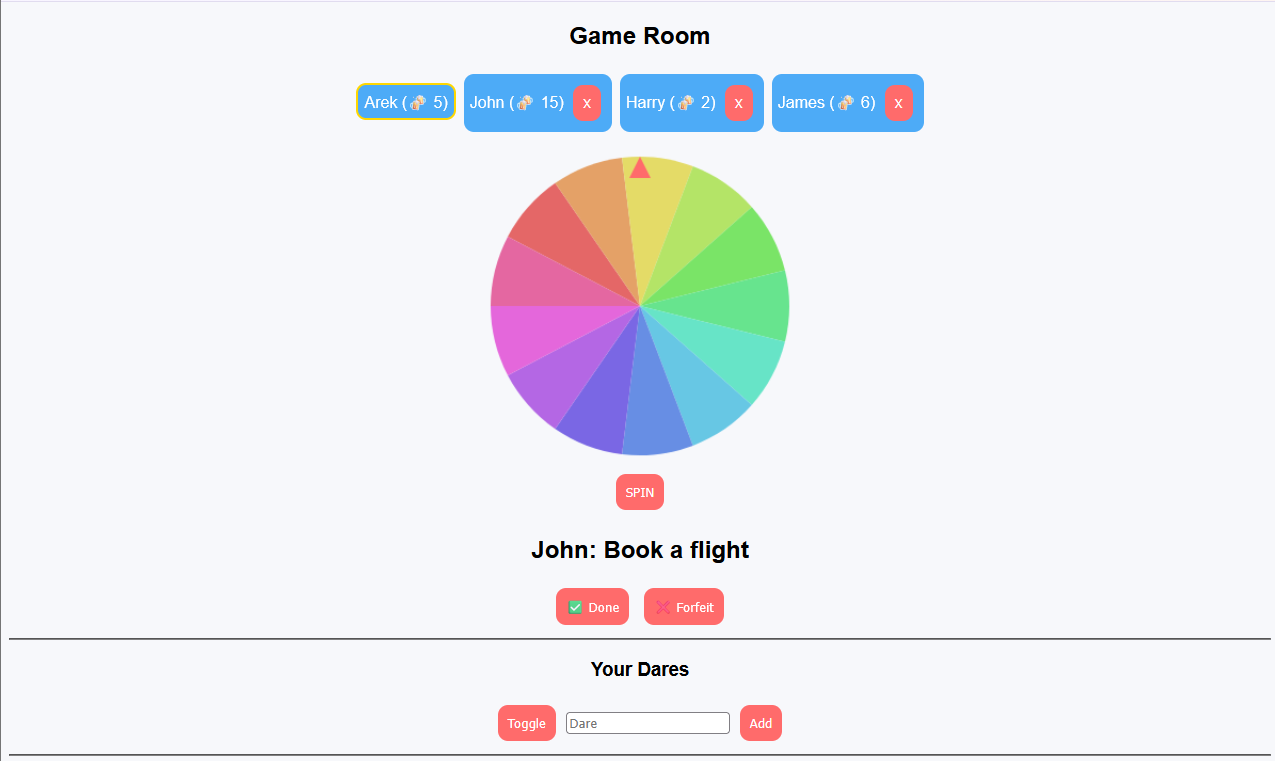 Game Room
Arek (🥠 5) John (🥠 15) x Harry (🥠 2) x James (🥠 6) x
SPIN
John: Book a flight
✅ Done ❌ Forfeit
Your Dares
Toggle Dare Add